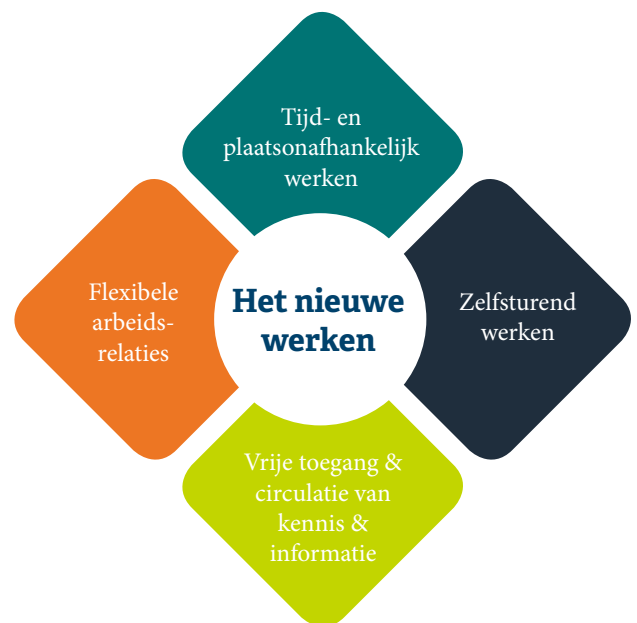 Tijd- en
plaatsonafhankelijk
werken
Flexibele
arbeids-
relaties
Het nieuwe
werken
Zelfsturend
werken
Vrije toegang &
circulatie van
kennis &
informatie